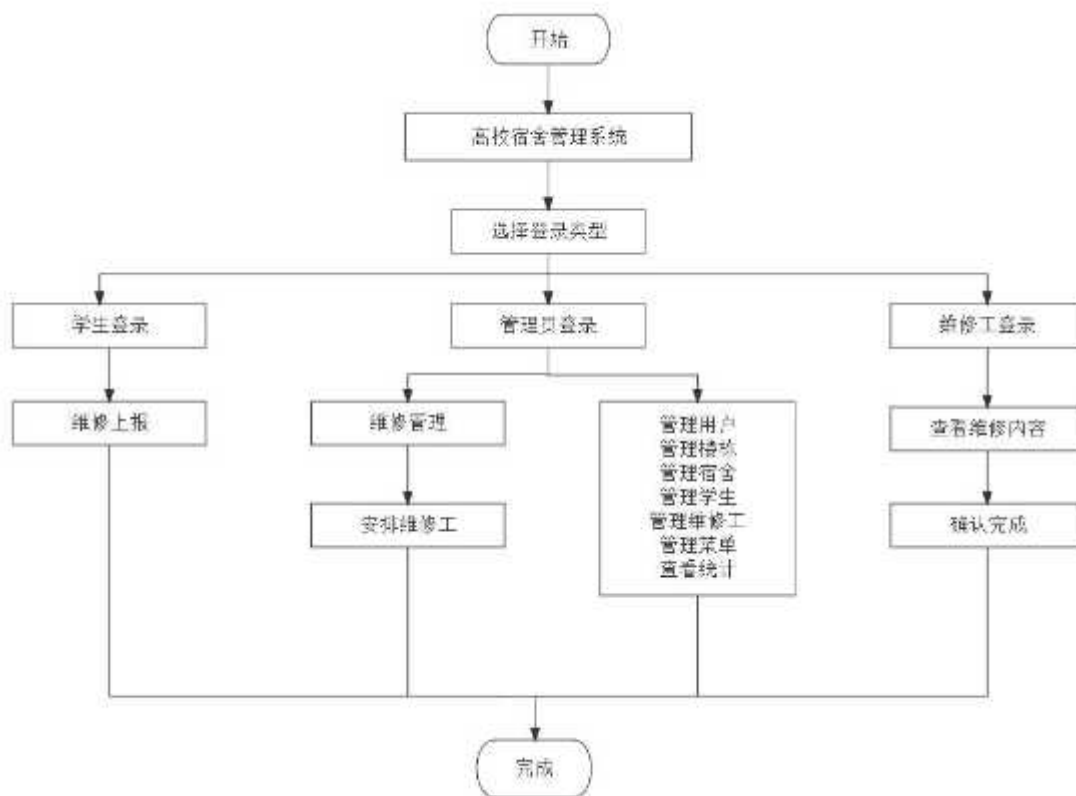 开始
高校宿舍管理系统
选择登录类型
学生登录
管理员登录
维修工登录
维修上报
维修管理
管理用户
管理楼栋
管理宿舍
管理学生
管理维修工
管理菜单
查看统计
查看维修内容
安排维修工
确认完成
完成